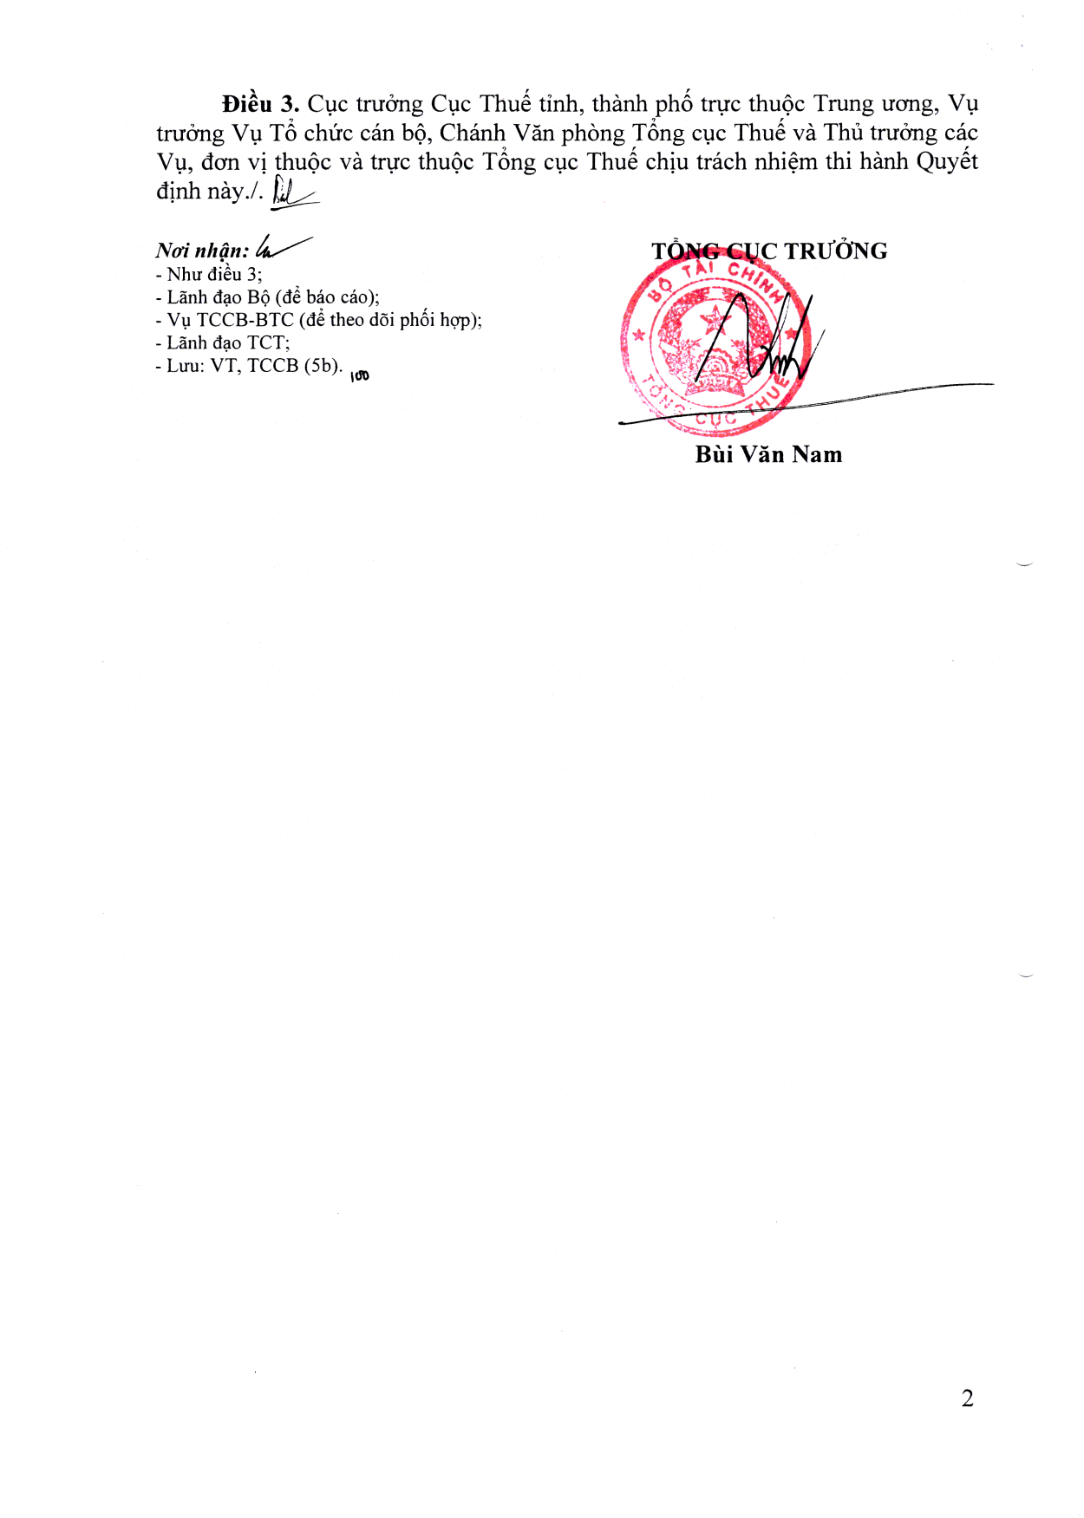 Điều 3. Cục trưởng Cục Thuế tỉnh, thành phố trực thuộc Trung ương, Vụ
trưởng Vụ Tổ chức cán bộ, Chánh Văn phòng Tổng cục Thuế và Thủ trưởng các
Vụ, đơn vị thuộc và trực thuộc Tổng cục Thuế chịu trách nhiệm thi hành Quyết
định này./.
Nơi nhận:
- Như điều 3;
- Lãnh đạo Bộ (để báo cáo);
- Vụ TCCB-BTC (để theo dõi phối hợp);
- Lãnh đạo TCT;
- Lưu: VT, TCCB (5b).
100
TỔNG CỤC TRƯỞNG
BỘ TÀI CHÍNH
TỔNG CỤC THUẾ
Bùi Văn Nam
2